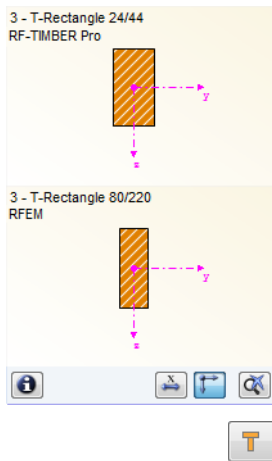 3 - T-Rectangle 24/44
RF-TIMBER Pro
y
z
3 - T-Rectangle 80/220
RFEM
y
z
i
x